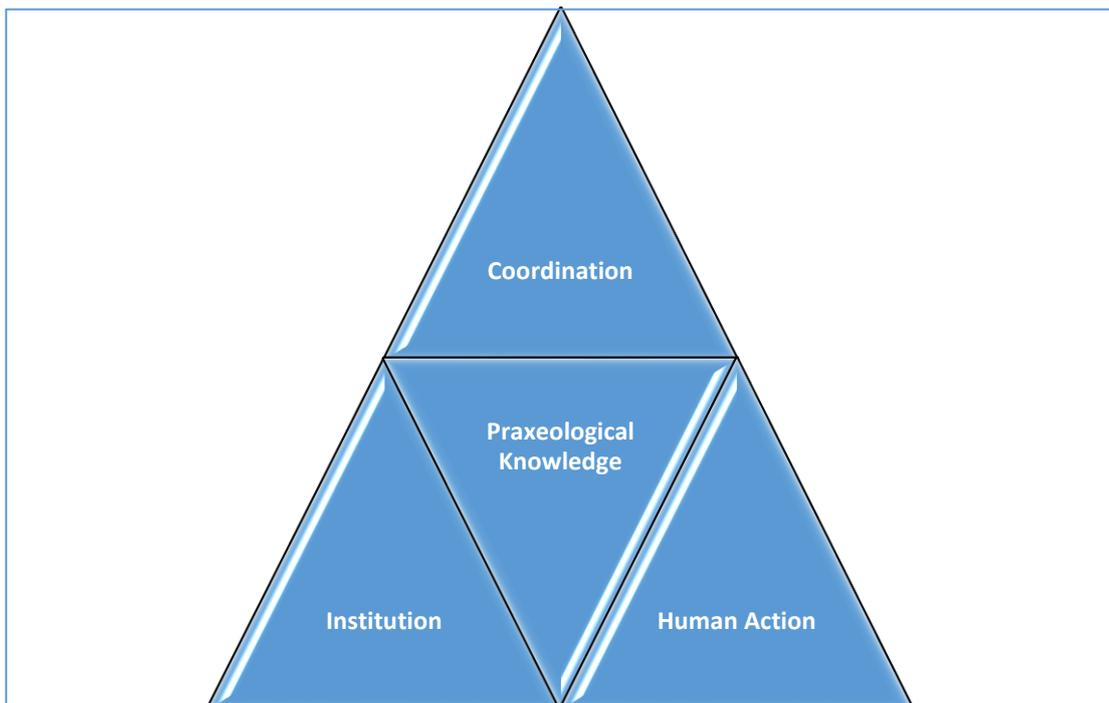 Coordination
Praxeological
Knowledge
Institution
Human Action